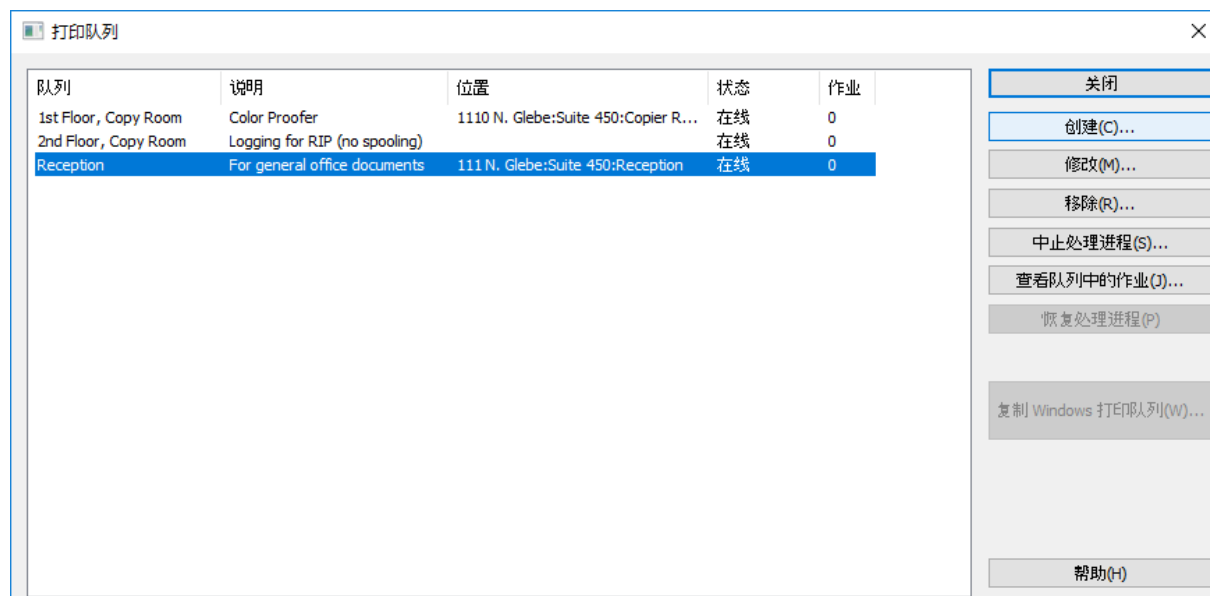 打印队列
队列 说明 位置 状态 作业
1st Floor, Copy Room Color Proofer 1110 N. Glebe:Suite 450:Copier R... 在线 0
2nd Floor, Copy Room Logging for RIP (no spooling) 在线 0
Reception For general office documents 111 N. Glebe:Suite 450:Reception 在线 0
关闭
创建(C)...
修改(M)...
移除(R)...
中止处理进程(S)...
查看队列中的作业(J)...
恢复处理进程(P)
复制 Windows 打印队列(W)...
帮助(H)